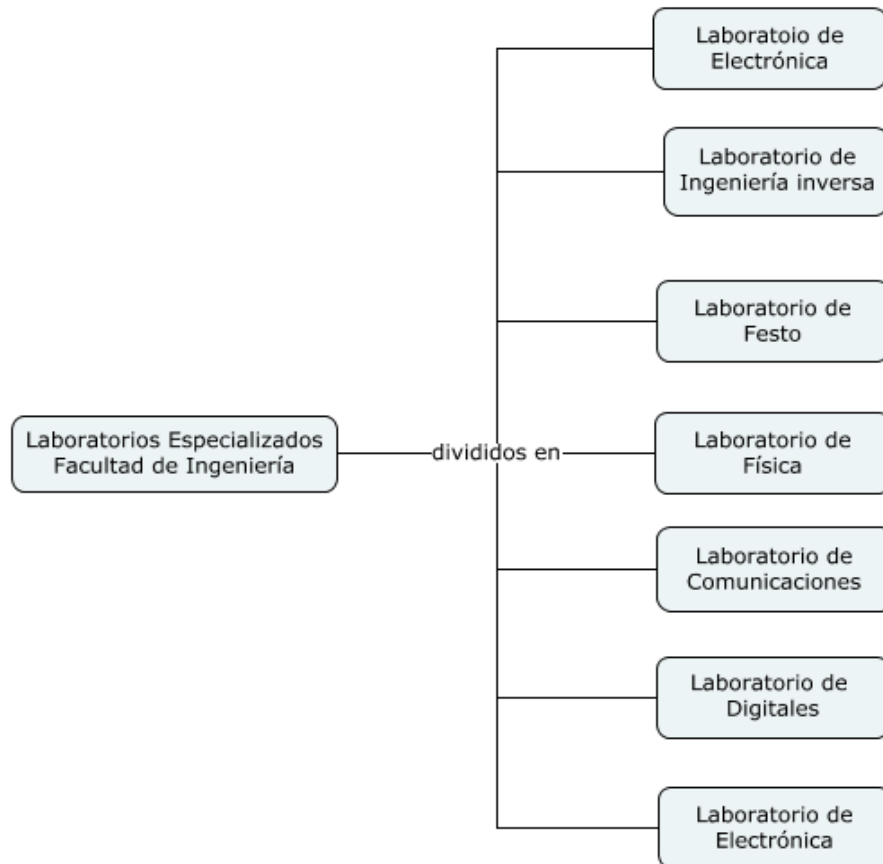 Laboratoio de
Electrónica
Laboratorio de
Ingeniería inversa
Laboratorio de
Festo
Laboratorios Especializados
Facultad de Ingeniería
divididos en
Laboratorio de
Física
Laboratorio de
Comunicaciones
Laboratorio de
Digitales
Laboratorio de
Electrónica